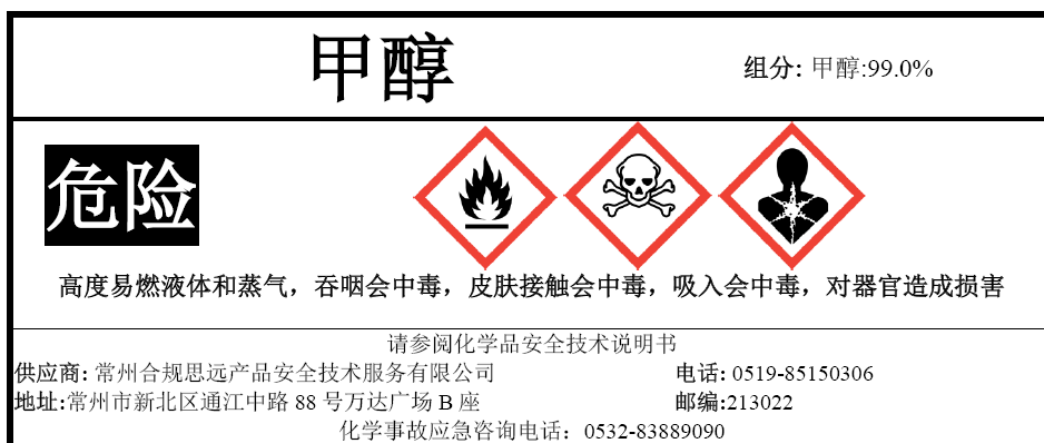 甲醇
组分: 甲醇:99.0%
危险
高度易燃液体和蒸气，吞咽会中毒，皮肤接触会中毒，吸入会中毒，对器官造成损害
请参阅化学品安全技术说明书
供应商: 常州合规思远产品安全技术服务有限公司
电话: 0519-85150306
地址:常州市新北区通江中路 88 号万达广场 B 座
邮编:213022
化学事故应急咨询电话：0532-83889090